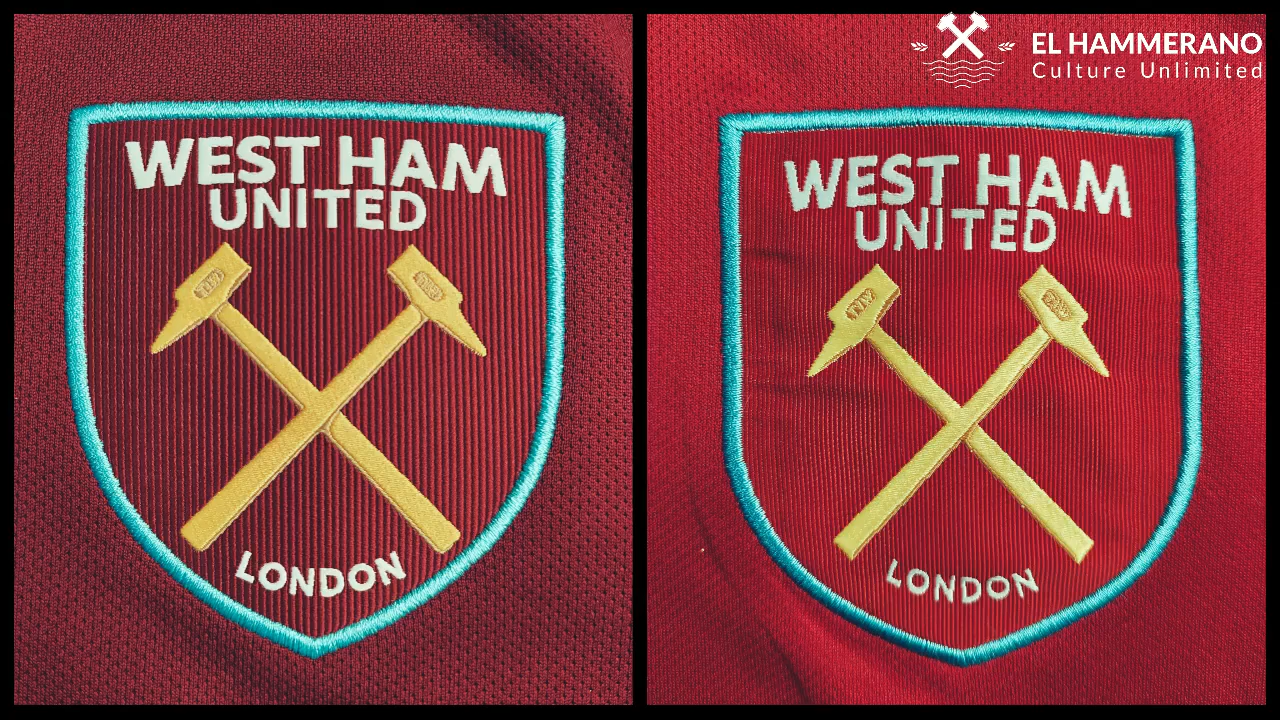 WEST HAM
UNITED
LONDON
WEST HAM
UNITED
LONDON
EL HAMMERANO
Culture Unlimited